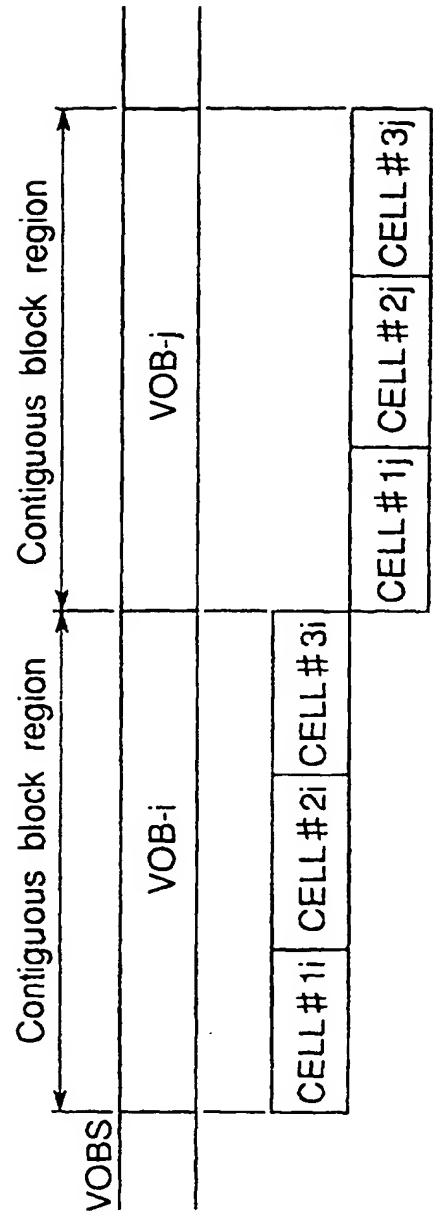 Contiguous block region
Contiguous block region
VOBS
VOB-i
VOB-j
CELL#1i
CELL#2i
CELL#3i
CELL#1j
CELL#2j
CELL#3j